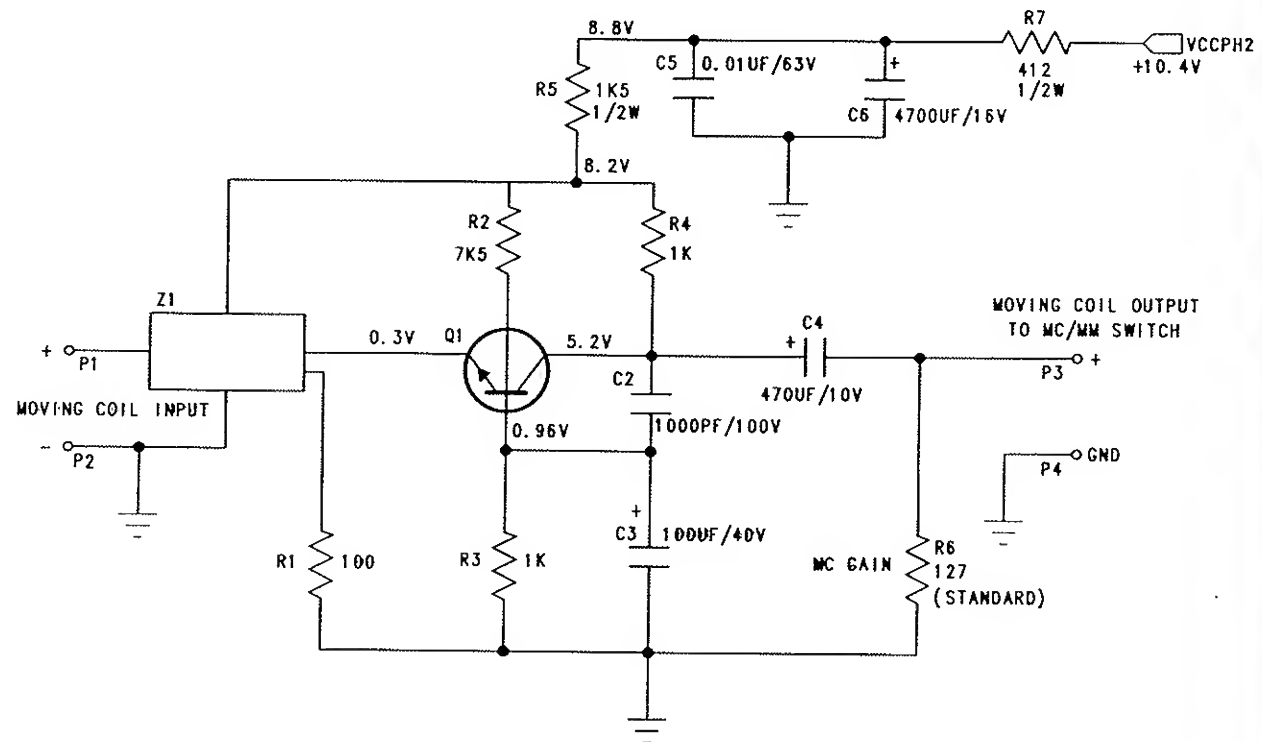 R7
8.8V
VCCPH2
C5
0.01UF/63V
+
+10.4V
R5
1K5
1/2W
412
1/2W
C6
4700UF/16V
8.2V
R2
7K5
R4
1K
Z1
MOVING COIL OUTPUT
TO MC/MM SWITCH
C4
0.3V
Q1
5.2V
+
+
P1
P3
+
C2
470UF/10V
MOVING COIL INPUT
1000PF/100V
0.96V
-
P2
P4
GND
+
C3
100UF/40V
R1
100
R3
1K
MC GAIN
R6
127
(STANDARD)